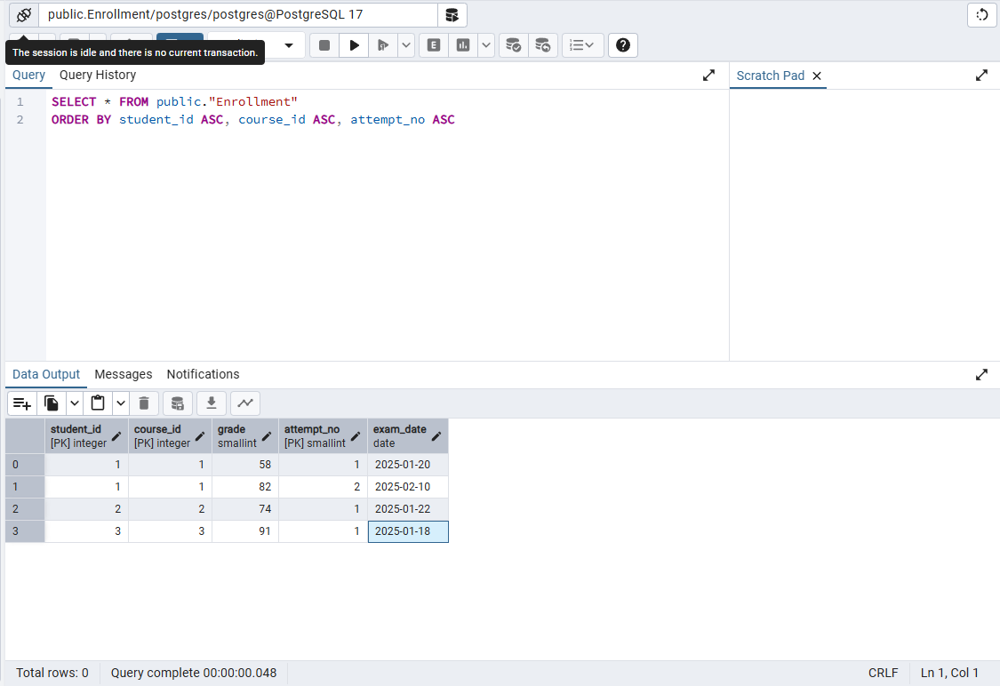 public.Enrollment/postgres/postgres@PostgreSQL 17
The session is idle and there is no current transaction.
E
Query Query History
Scratch Pad
1 SELECT * FROM public."Enrollment"
2 ORDER BY student_id ASC, course_id ASC, attempt_no ASC
Data Output Messages Notifications
student_id course_id grade attempt_no exam_date
[PK] integer [PK] integer smallint [PK] smallint date
0 1 1 58 1 2025-01-20
1 1 1 82 2 2025-02-10
2 2 2 74 1 2025-01-22
3 3 3 91 1 2025-01-18
Total rows: 0 Query complete 00:00:00.048 CRLF Ln 1, Col 1